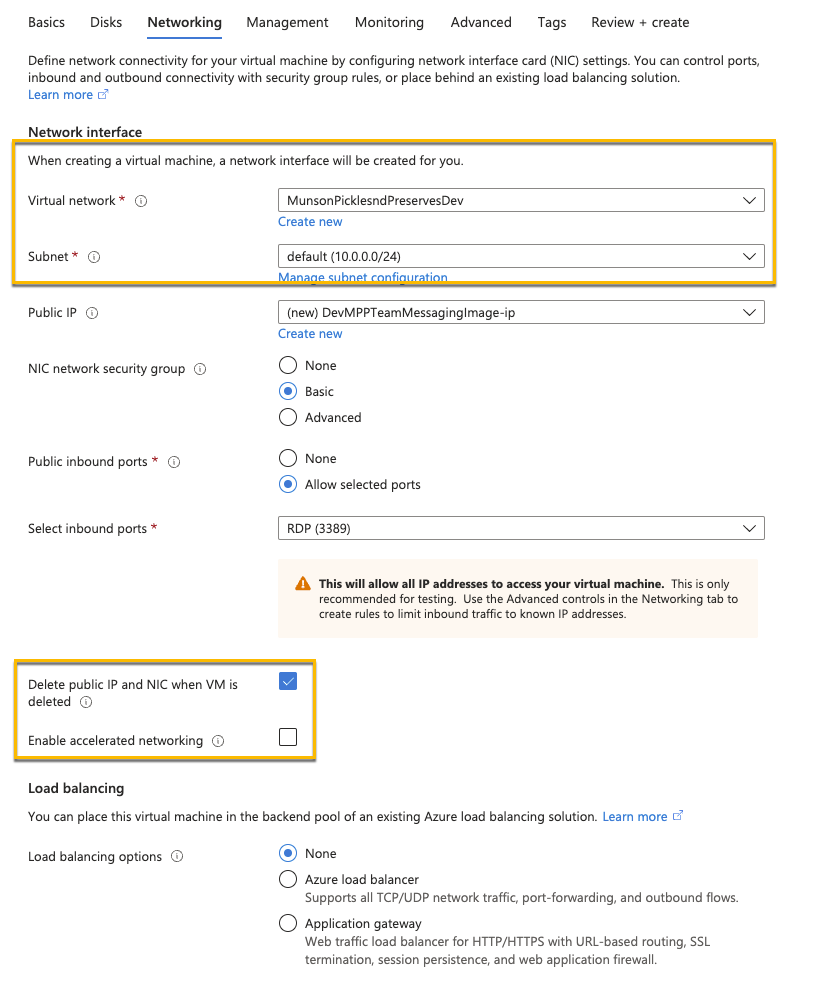 Basics Disks Networking Management Monitoring Advanced Tags Review + create
Define network connectivity for your virtual machine by configuring network interface card (NIC) settings. You can control ports,
inbound and outbound connectivity with security group rules, or place behind an existing load balancing solution.
Learn more
Network interface
When creating a virtual machine, a network interface will be created for you.
Virtual network *
MunsonPicklesndPreservesDev
Create new
Subnet *
default (10.0.0.0/24)
Manage subnet configuration
Public IP
(new) DevMPPTeamMessagingImage-ip
Create new
NIC network security group
None
Basic
Advanced
Public inbound ports *
None
Allow selected ports
Select inbound ports *
RDP (3389)
This will allow all IP addresses to access your virtual machine. This is only
recommended for testing. Use the Advanced controls in the Networking tab to
create rules to limit inbound traffic to known IP addresses.
Delete public IP and NIC when VM is
deleted
Enable accelerated networking
Load balancing
You can place this virtual machine in the backend pool of an existing Azure load balancing solution. Learn more
Load balancing options
None
Azure load balancer
Supports all TCP/UDP network traffic, port-forwarding, and outbound flows.
Application gateway
Web traffic load balancer for HTTP/HTTPS with URL-based routing, SSL
termination, session persistence, and web application firewall.